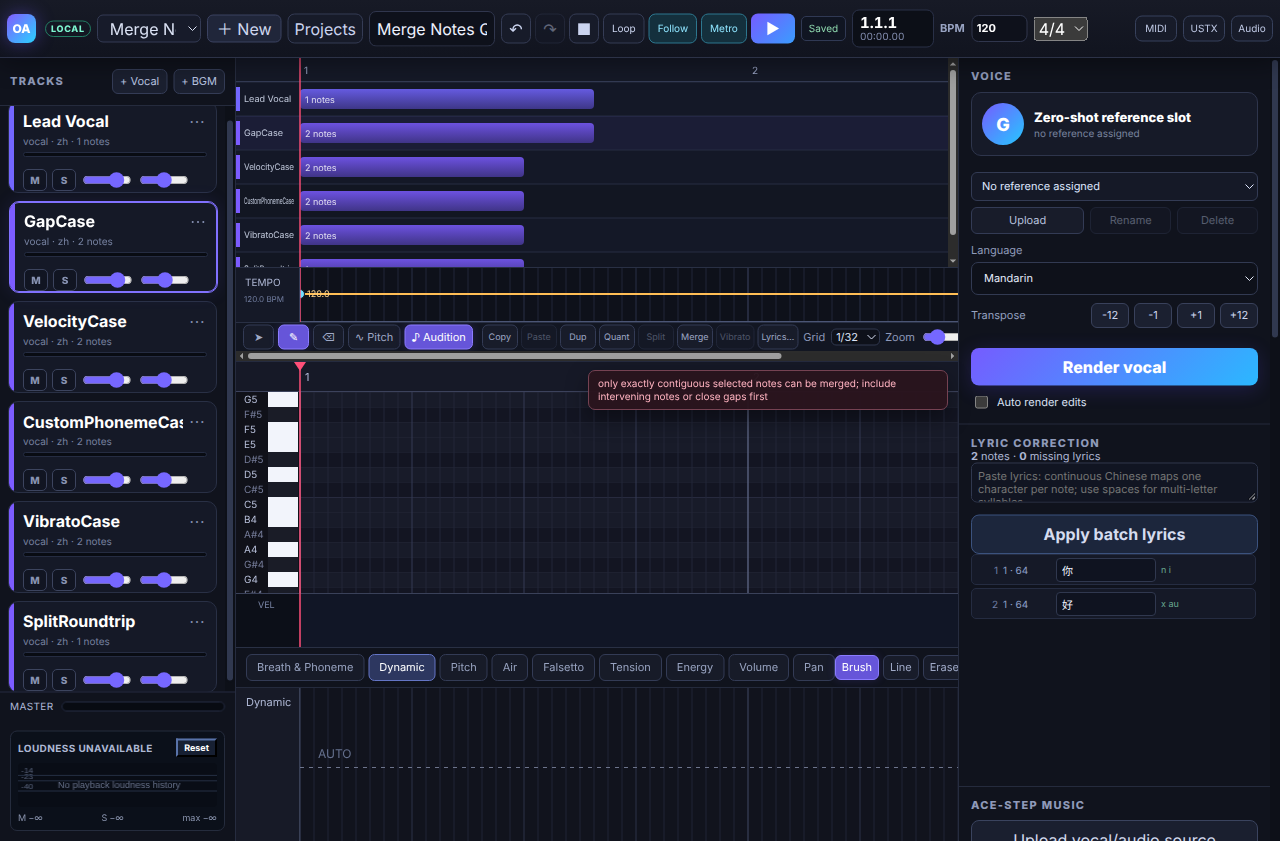 OA
LOCAL
Merge N
+ New
Projects
Merge Notes Q
Loop
Follow
Metro
Saved
1.1.1
00:00.00
BPM
120
4/4
MIDI
USTX
Audio
TRACKS
+ Vocal
+ BGM
Lead Vocal
vocal · zh · 1 notes
M
S
GapCase
vocal · zh · 2 notes
M
S
VelocityCase
vocal · zh · 2 notes
M
S
CustomPhonemeCas
vocal · zh · 2 notes
M
S
VibratoCase
vocal · zh · 2 notes
M
S
SplitRoundtrip
vocal · zh · 1 notes
M
S
MASTER
LOUDNESS UNAVAILABLE
Reset
-14
-23
-40
No playback loudness history
M −∞
S −∞
max −∞
1
2
Lead Vocal
1 notes
GapCase
2 notes
VelocityCase
2 notes
CustomPhonemeCase
2 notes
VibratoCase
2 notes
TEMPO
120.0 BPM
120.0
Pitch
Audition
Copy
Paste
Dup
Quant
Split
Merge
Vibrato
Lyrics...
Grid
1/32
Zoom
1
only exactly contiguous selected notes can be merged; include
intervening notes or close gaps first
G5
F#5
F5
E5
D#5
D5
C#5
C5
B4
A#4
A4
G#4
G4
VEL
Breath & Phoneme
Dynamic
Pitch
Air
Falsetto
Tension
Energy
Volume
Pan
Brush
Line
Erase
Dynamic
AUTO
VOICE
G
Zero-shot reference slot
no reference assigned
No reference assigned
Upload
Rename
Delete
Language
Mandarin
Transpose
-12
-1
+1
+12
Render vocal
Auto render edits
LYRIC CORRECTION
2 notes · 0 missing lyrics
Paste lyrics: continuous Chinese maps one
character per note; use spaces for multi-letter
Apply batch lyrics
1 1 · 64
你
n i
2 1 · 64
好
x au
ACE-STEP MUSIC
Upload vocal/audio source